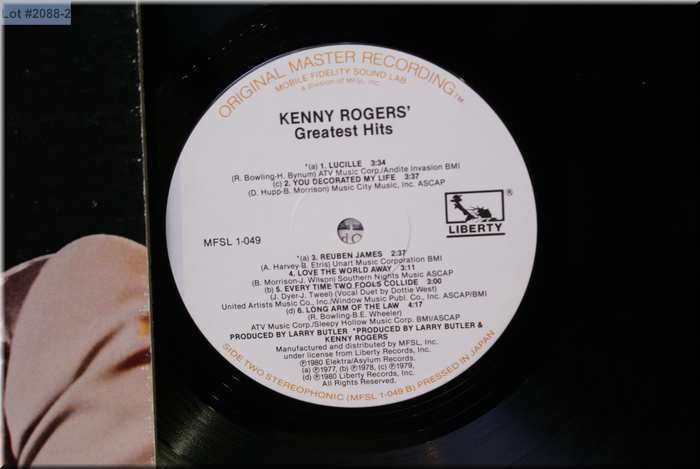 Lot #2088-2
ORIGINAL MASTER RECORDING™
MOBILE FIDELITY SOUND LAB
a division of MFSL, INC.
KENNY ROGERS'
Greatest Hits
*(a) 1. LUCILLE 3:34
(R. Bowling-H. Bynum) ATV Music Corp./Andite Invasion BMI
(c) 2. YOU DECORATED MY LIFE 3:37
(D. Hupp-B. Morrison) Music City Music, Inc. ASCAP
LIBERTY®
MFSL 1-049
*(a) 3. REUBEN JAMES 2:37
(A. Harvey-B. Etris) Unart Music Corporation BMI
4. LOVE THE WORLD AWAY 3:11
(B. Morrison-J. Wilson) Southern Nights Music ASCAP
(b) 5. EVERY TIME TWO FOOLS COLLIDE 3:00
(J. Dyer-J. Tweel) (Vocal Duet by Dottie West)
United Artists Music Co., Inc./Window Music Publ. Co., Inc. ASCAP/BMI
(d) 6. LONG ARM OF THE LAW 4:17
(R. Bowling-B.E. Wheeler)
ATV Music Corp./Sleepy Hollow Music Corp. BMI/ASCAP
PRODUCED BY LARRY BUTLER *PRODUCED BY LARRY BUTLER &
KENNY ROGERS
Manufactured and distributed by MFSL, Inc.
under license from Liberty Records, Inc.
℗1980 Elektra/Asylum Records.
(a) ℗1977, (b) ℗1978, (c) ℗1979,
(d) ℗1980 Liberty Records, Inc.
All Rights Reserved.
SIDE TWO STEREOPHONIC (MFSL 1-049 B) PRESSED IN JAPAN